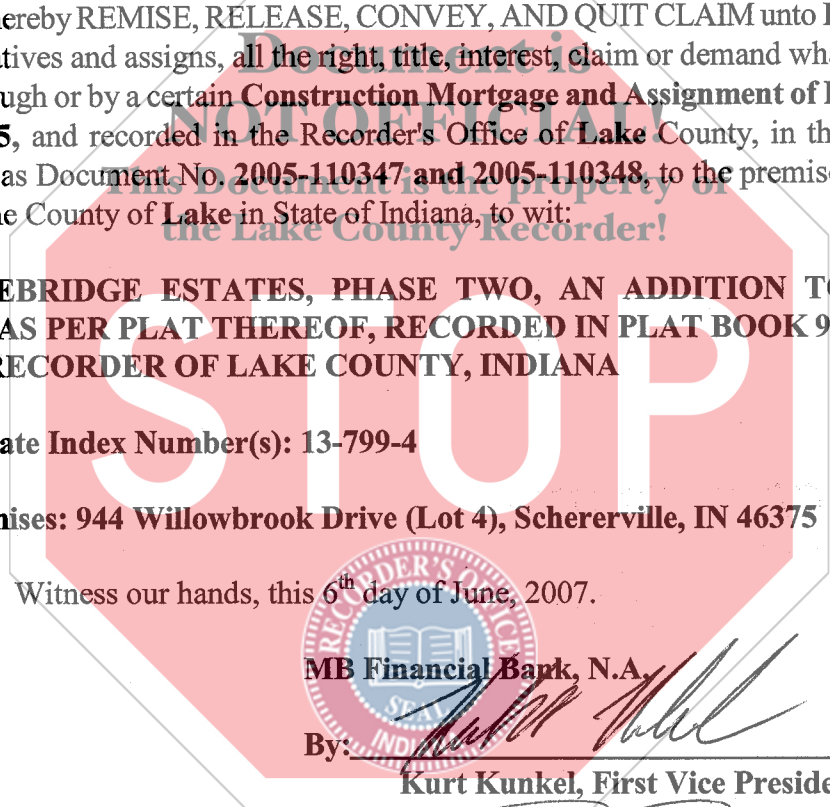 ereby REMISE, RELEASE, CONVEY, AND QUIT CLAIM unto
tives and assigns, all the right, title, interest, claim or demand wh
Document is
ugh or by a certain Construction Mortgage and Assignment of
NOT OFFICIAL!
5, and recorded in the Recorder's Office of Lake County, in th
as Document No. 2005-110347 and 2005-110348, to the premis
This Document is the property of
e County of Lake in State of Indiana, to wit:
the Lake County Recorder!
EBRIDGE ESTATES, PHASE TWO, AN ADDITION TO
AS PER PLAT THEREOF, RECORDED IN PLAT BOOK 9
RECORDER OF LAKE COUNTY, INDIANA
STOP
ate Index Number(s): 13-799-4
nises: 944 Willowbrook Drive (Lot 4), Schererville, IN 46375
Witness our hands, this 6th day of June, 2007.
RECORDER'S OFFICE
MB Financial Bank, N.A.
SEAL
INDIANA
By:
Kurt Kunkel, First Vice Preside